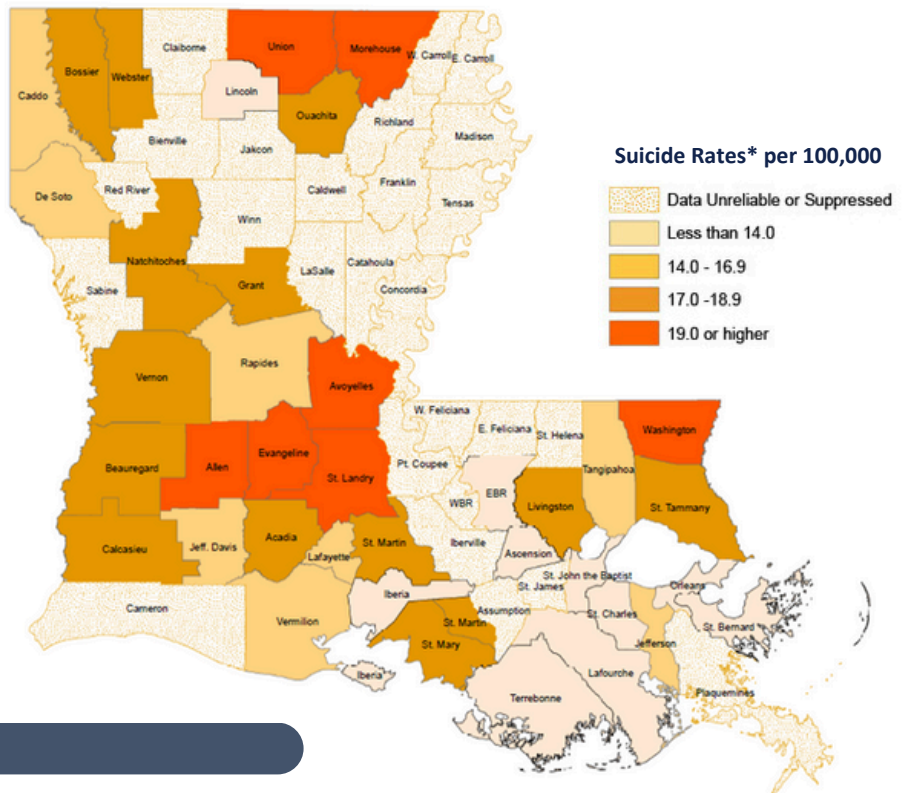 Claiborne
Union
Morehouse
W. Carroll
E. Carroll
Bossier
Webster
Caddo
Lincoln
Ouachita
Richland
Madison
Bienville
Jakcon
De Soto
Red River
Caldwell
Franklin
Tensas
Winn
Natchitoches
LaSalle
Catahoula
Sabine
Grant
Concordia
Suicide Rates* per 100,000
Data Unreliable or Suppressed
Less than 14.0
14.0 - 16.9
17.0 -18.9
19.0 or higher
Rapides
Vernon
Avoyelles
W. Feliciana
E. Feliciana
St. Helena
Washington
Beauregard
Allen
Evangeline
St. Landry
Pt. Coupee
Tangipahoa
EBR
WBR
Livingston
St. Tammany
Calcasieu
Jeff. Davis
Acadia
Lafayette
St. Martin
Iberville
Ascension
St. John the Baptist
St. James
Orleans
Cameron
Vermilion
Iberia
Assumption
St. Charles
St. Martin
St. Bernard
St. Mary
Jefferson
Iberia
Lafourche
Terrebonne
Plaquemines